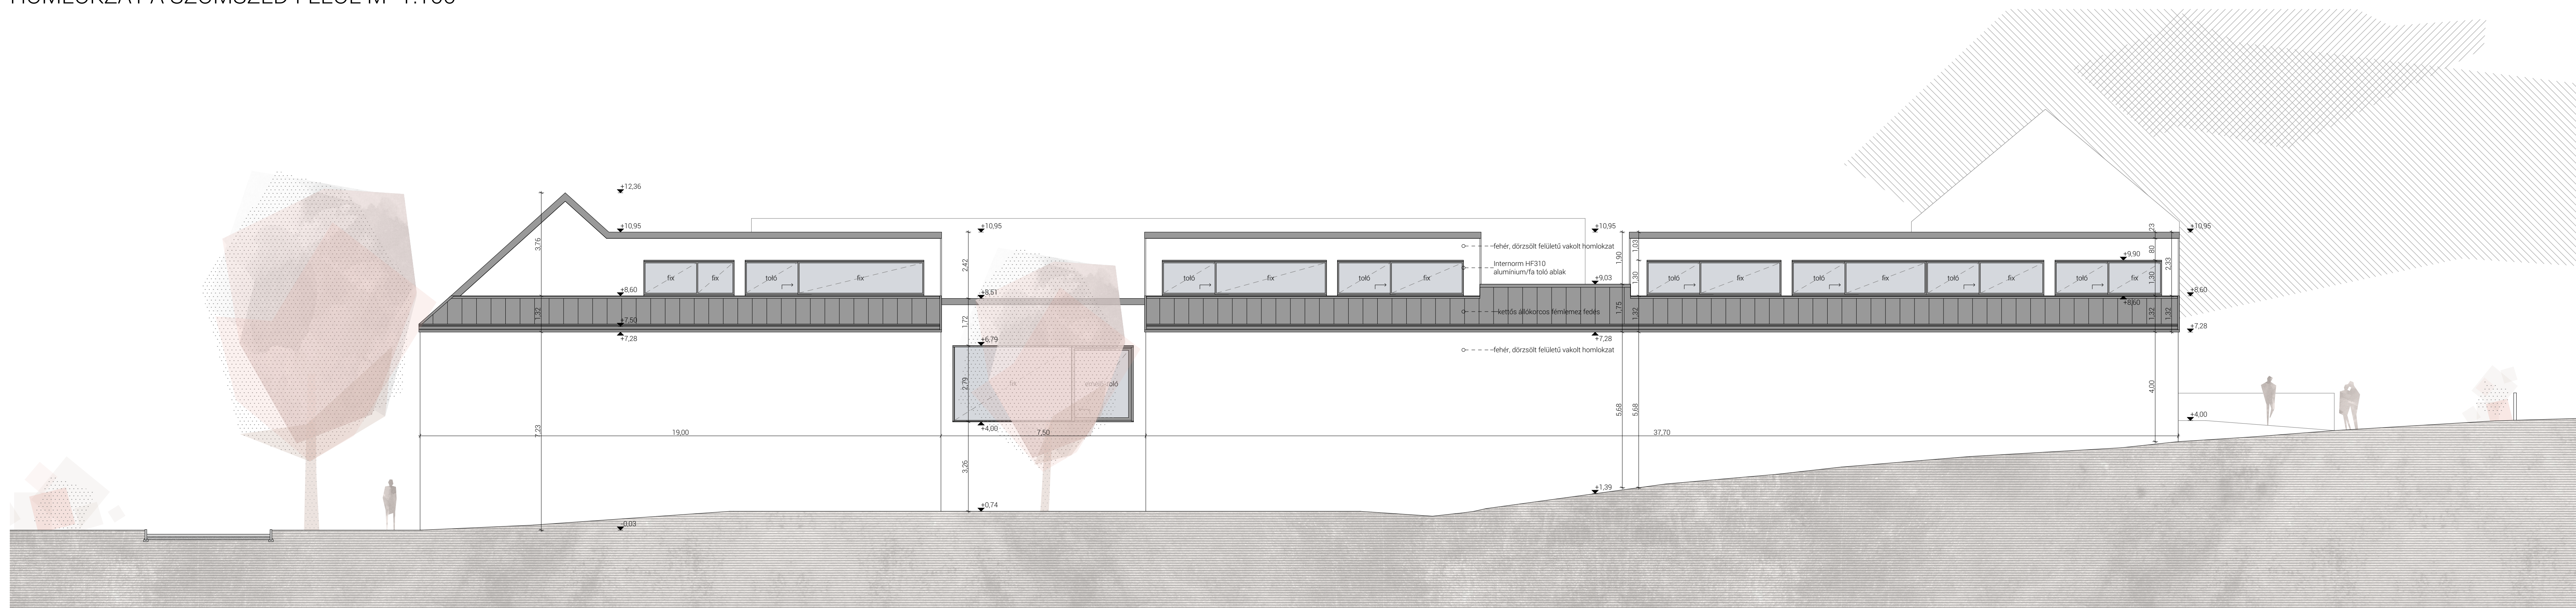 +12,36
+10,95
+10,95
+10,95
+10,95
3,76
2,42
fehér, dörzsölt felületű vakolt homlokzat
1,90
1,03
23
80
+9,90
2,33
Internorm HF310
alumínium/fa toló ablak
fix
fix
toló
fix
toló
fix
toló
fix
+9,03
1,30
toló
fix
toló
fix
toló
fix
toló
fix
1,30
+8,60
+8,51
+8,60
+8,60
1,32
+7,50
1,72
kettős állókorcos fémlemez fedés
1,75
1,32
1,32
1,32
+7,28
+7,28
+7,28
+6,79
fehér, dörzsölt felületű vakolt homlokzat
2,79
fix
emelő-toló
4,00
5,68
5,68
+4,00
+4,00
7,23
19,00
7,50
37,70
3,26
+1,39
+0,74
-0,03